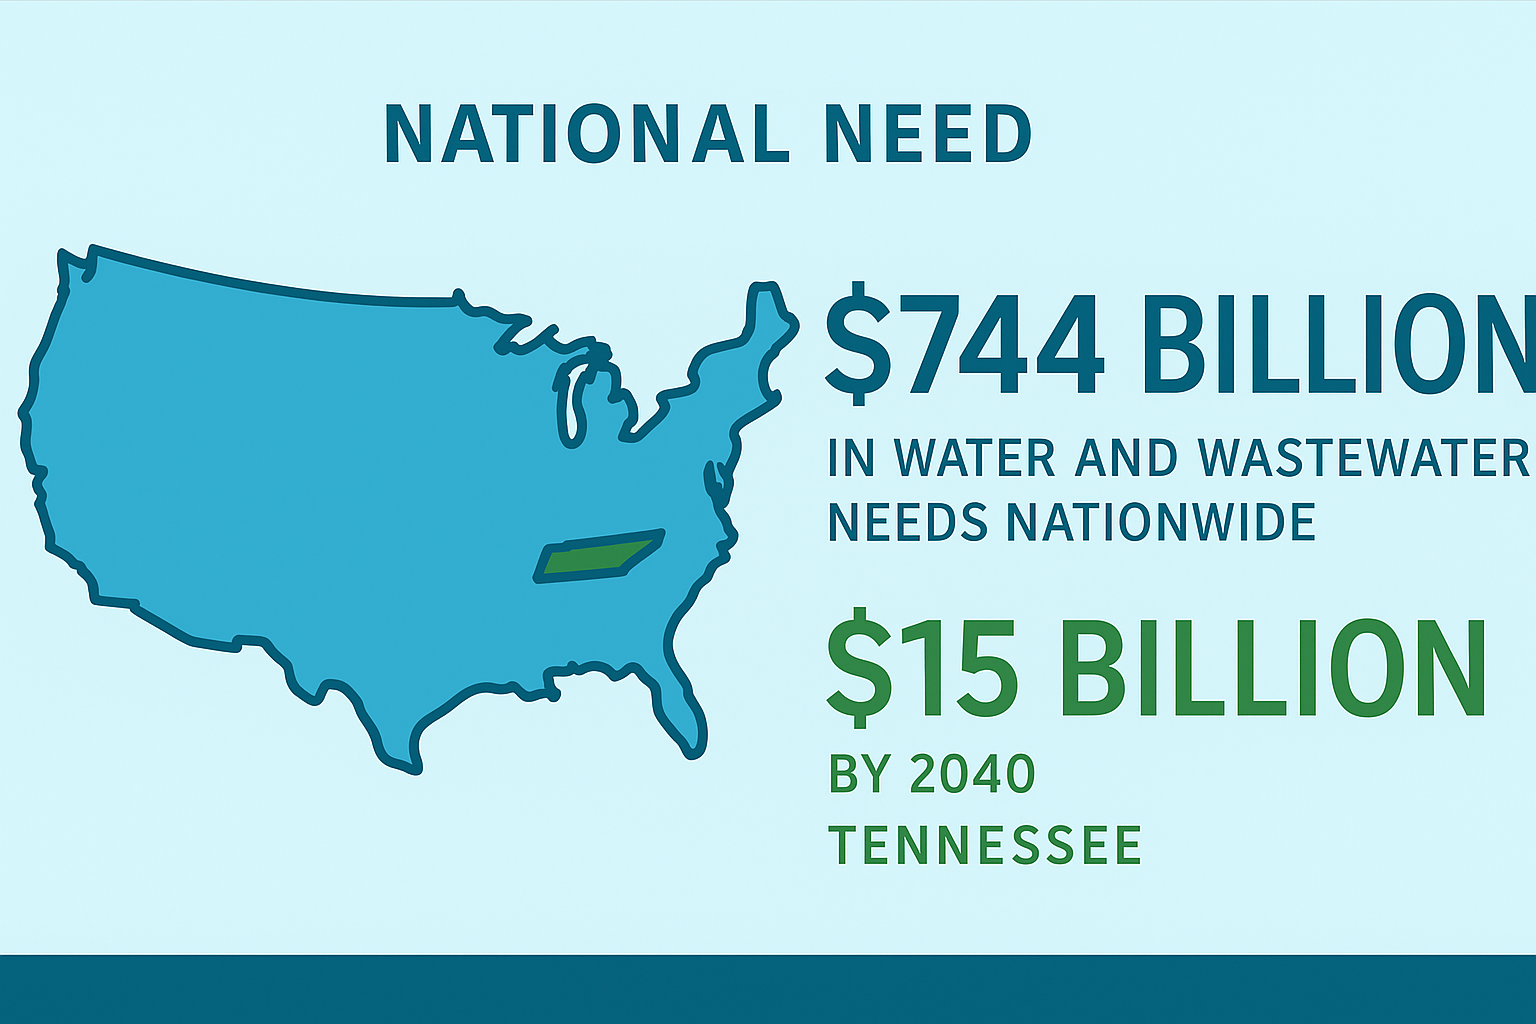 NATIONAL NEED
$744 BILLION
IN WATER AND WASTEWATER
NEEDS NATIONWIDE
$15 BILLION
BY 2040
TENNESSEE